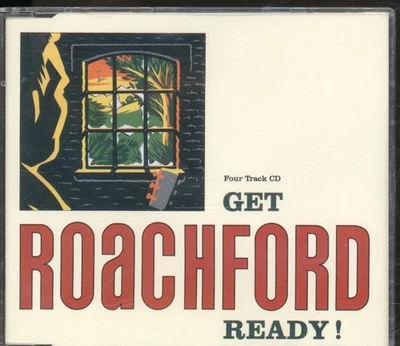 Four Track CD
GET
ROaCHFORD
READY!